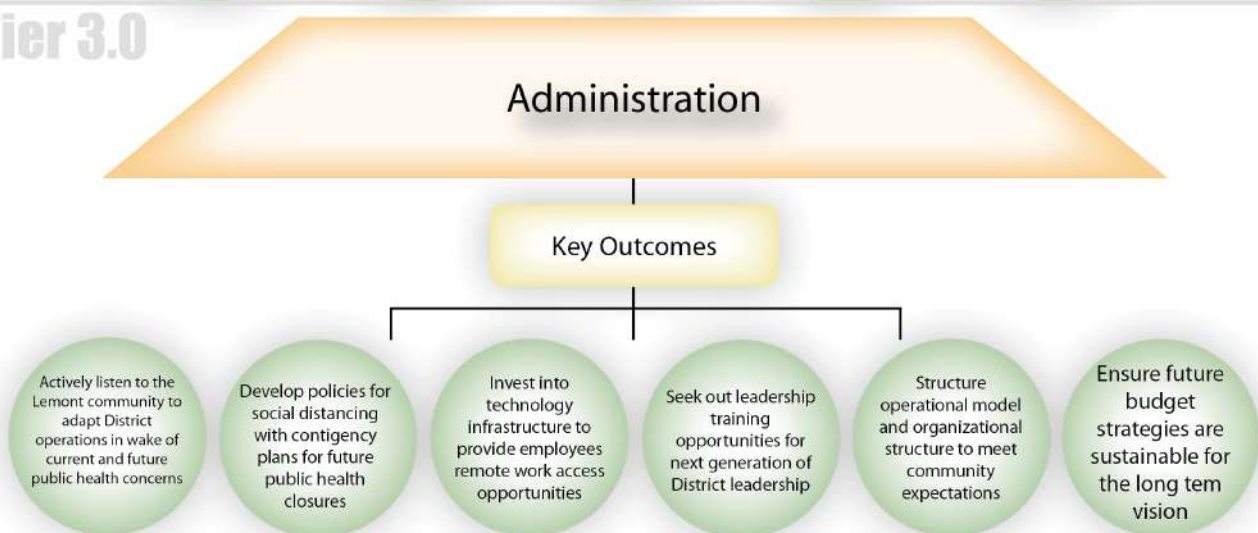 ier 3.0
Administration
Key Outcomes
Actively listen to the
Lemont community to
adapt District
operations in wake of
current and future
public health concerns
Develop policies for
social distancing
with contigency
plans for future
public health
closures
Invest into
technology
infrastructure to
provide employees
remote work access
opportunities
Seek out leadership
training
opportunities for
next generation of
District leadership
Structure
operational model
and organizational
structure to meet
community
expectations
Ensure future
budget
strategies are
sustainable for
the long tem
vision